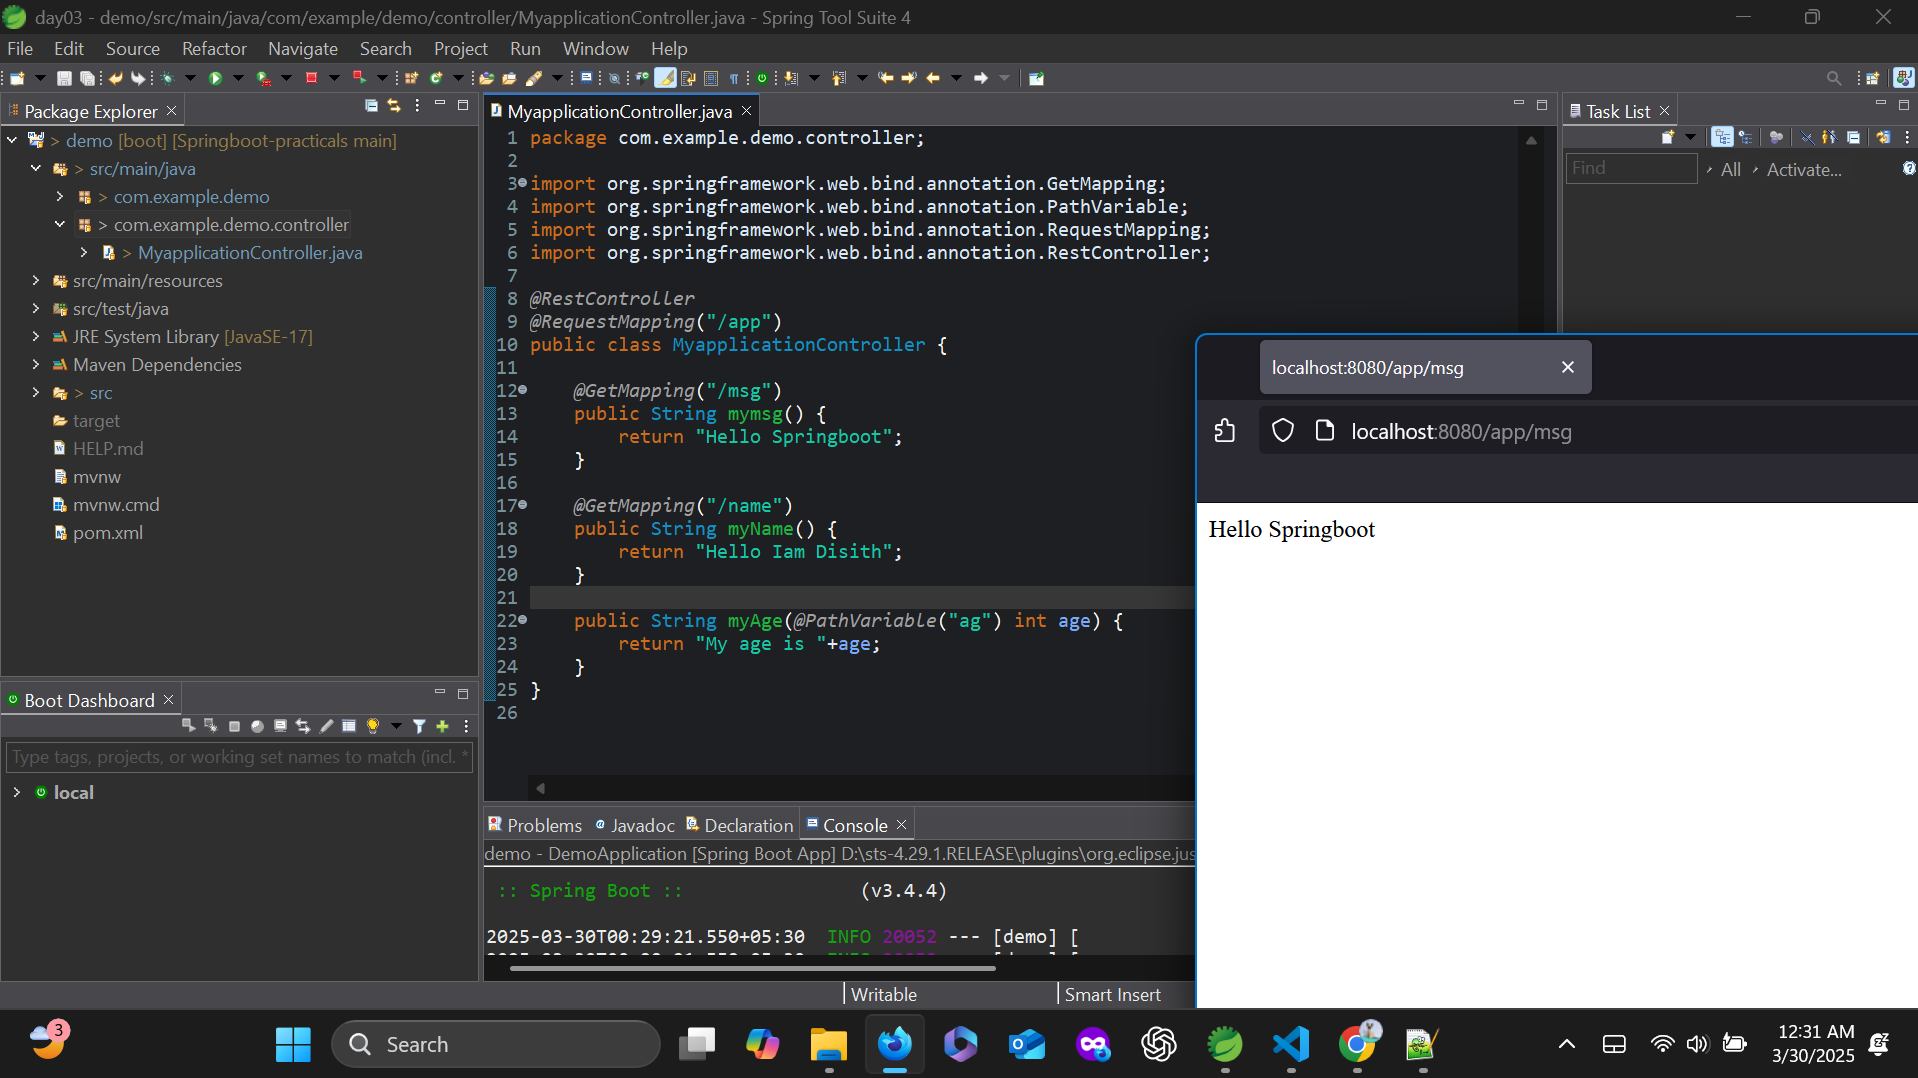 day03 - demo/src/main/java/com/example/demo/controller/MyapplicationController.java - Spring Tool Suite 4
File Edit Source Refactor Navigate Search Project Run Window Help
Package Explorer
demo [boot] [Springboot-practicals main]
src/main/java
com.example.demo
com.example.demo.controller
MyapplicationController.java
src/main/resources
src/test/java
JRE System Library [JavaSE-17]
Maven Dependencies
src
target
HELP.md
mvnw
mvnw.cmd
pom.xml
Boot Dashboard
Type tags, projects, or working set names to match (incl. *
local
MyapplicationController.java
1 package com.example.demo.controller;
2
3 import org.springframework.web.bind.annotation.GetMapping;
4 import org.springframework.web.bind.annotation.PathVariable;
5 import org.springframework.web.bind.annotation.RequestMapping;
6 import org.springframework.web.bind.annotation.RestController;
7
8 @RestController
9 @RequestMapping("/app")
10 public class MyapplicationController {
11
12 @GetMapping("/msg")
13 public String mymsg() {
14 return "Hello Springboot";
15 }
16
17 @GetMapping("/name")
18 public String myName() {
19 return "Hello Iam Disith";
20 }
21
22 public String myAge(@PathVariable("ag") int age) {
23 return "My age is "+age;
24 }
25 }
26
Problems Javadoc Declaration Console
demo - DemoApplication [Spring Boot App] D:\sts-4.29.1.RELEASE\plugins\org.eclipse.jus
:: Spring Boot :: (v3.4.4)
2025-03-30T00:29:21.550+05:30 INFO 20052 --- [demo] [
Writable Smart Insert
Task List
Find All Activate...
localhost:8080/app/msg
localhost:8080/app/msg
Hello Springboot
3
Search
12:31 AM
3/30/2025